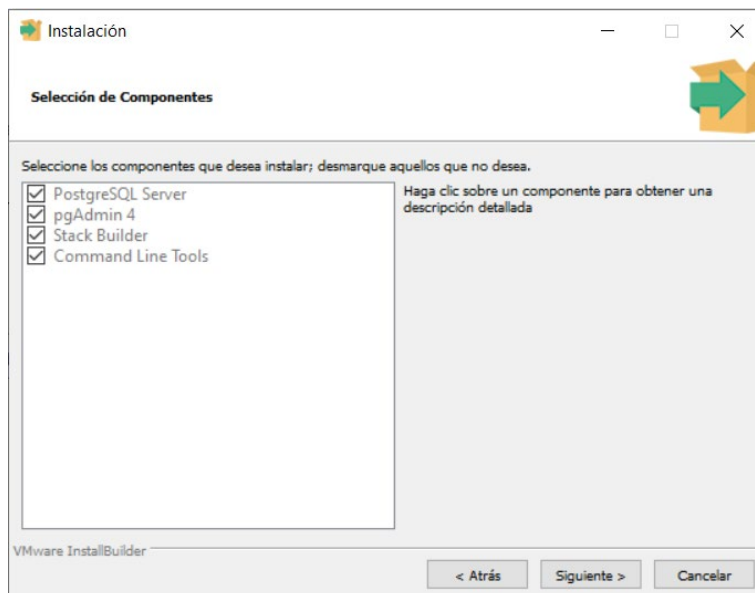 Instalación
Selección de Componentes
Seleccione los componentes que desea instalar; desmarque aquellos que no desea.
PostgreSQL Server
pgAdmin 4
Stack Builder
Command Line Tools
Haga clic sobre un componente para obtener una
descripción detallada
VMware InstallBuilder
< Atrás
Siguiente >
Cancelar